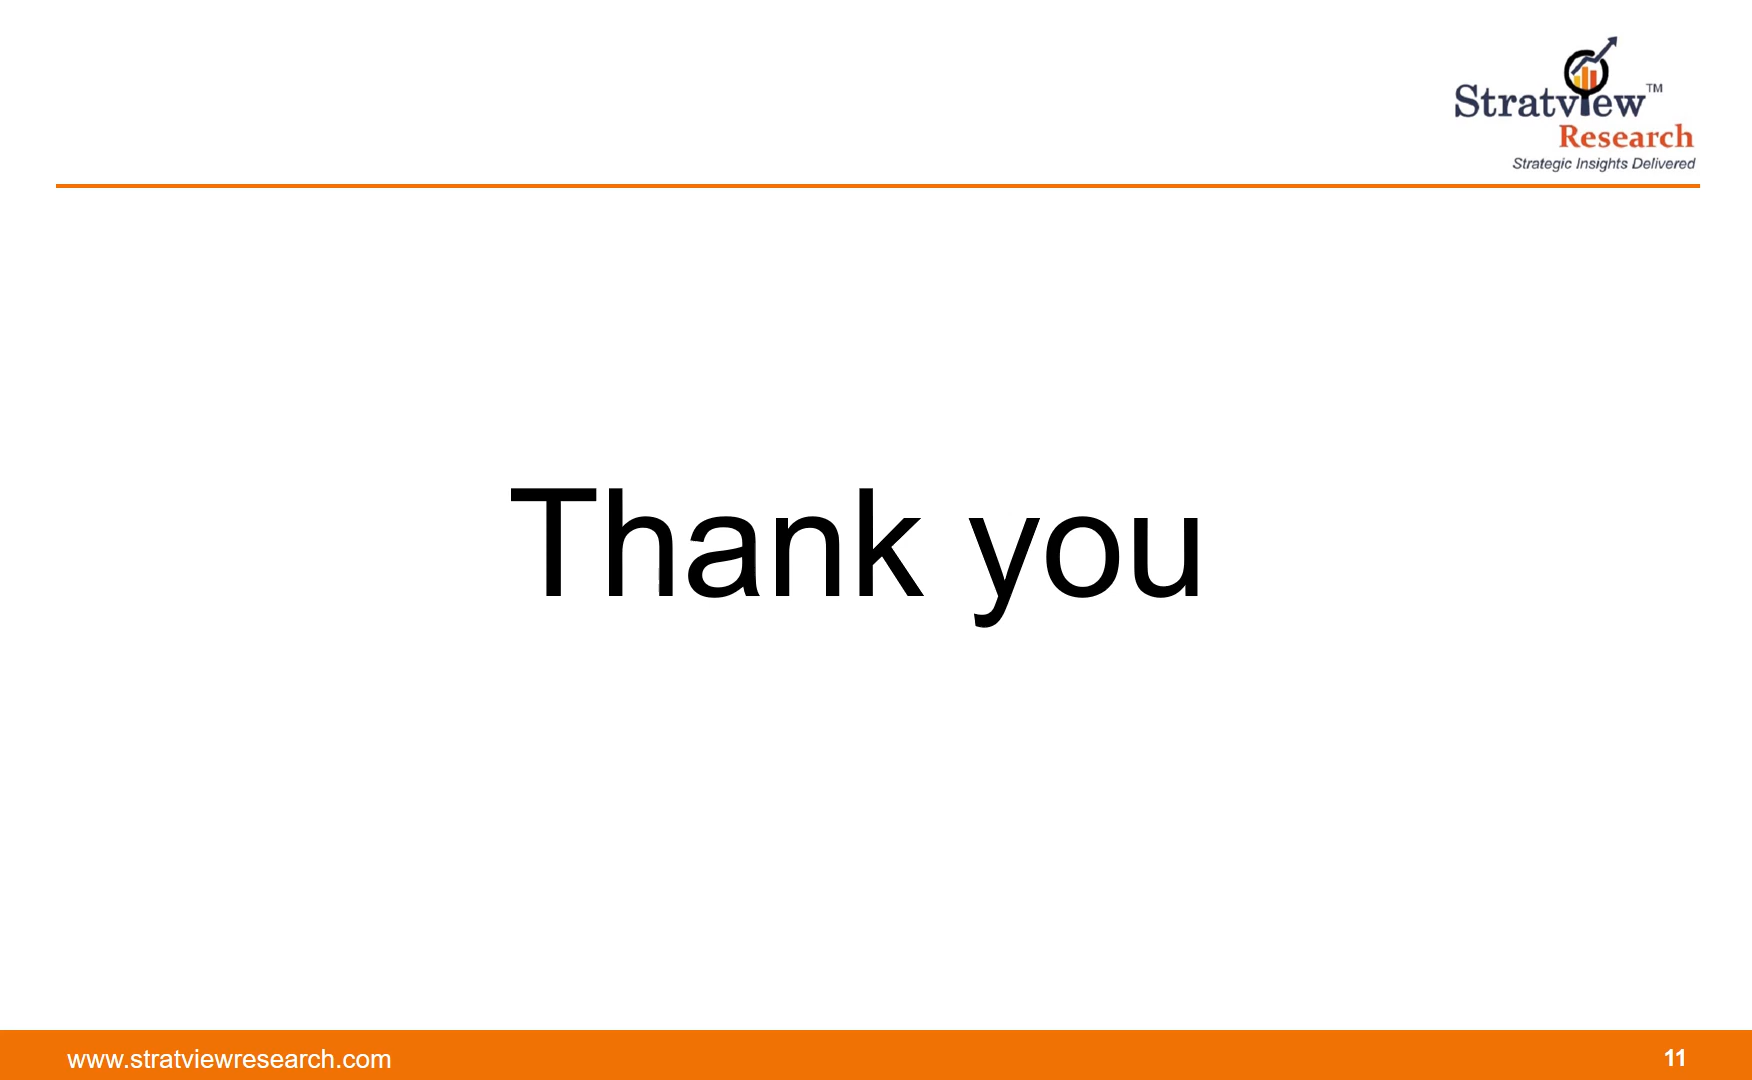 Stratview™
Research
Strategic Insights Delivered
Thank you
www.stratviewresearch.com
11